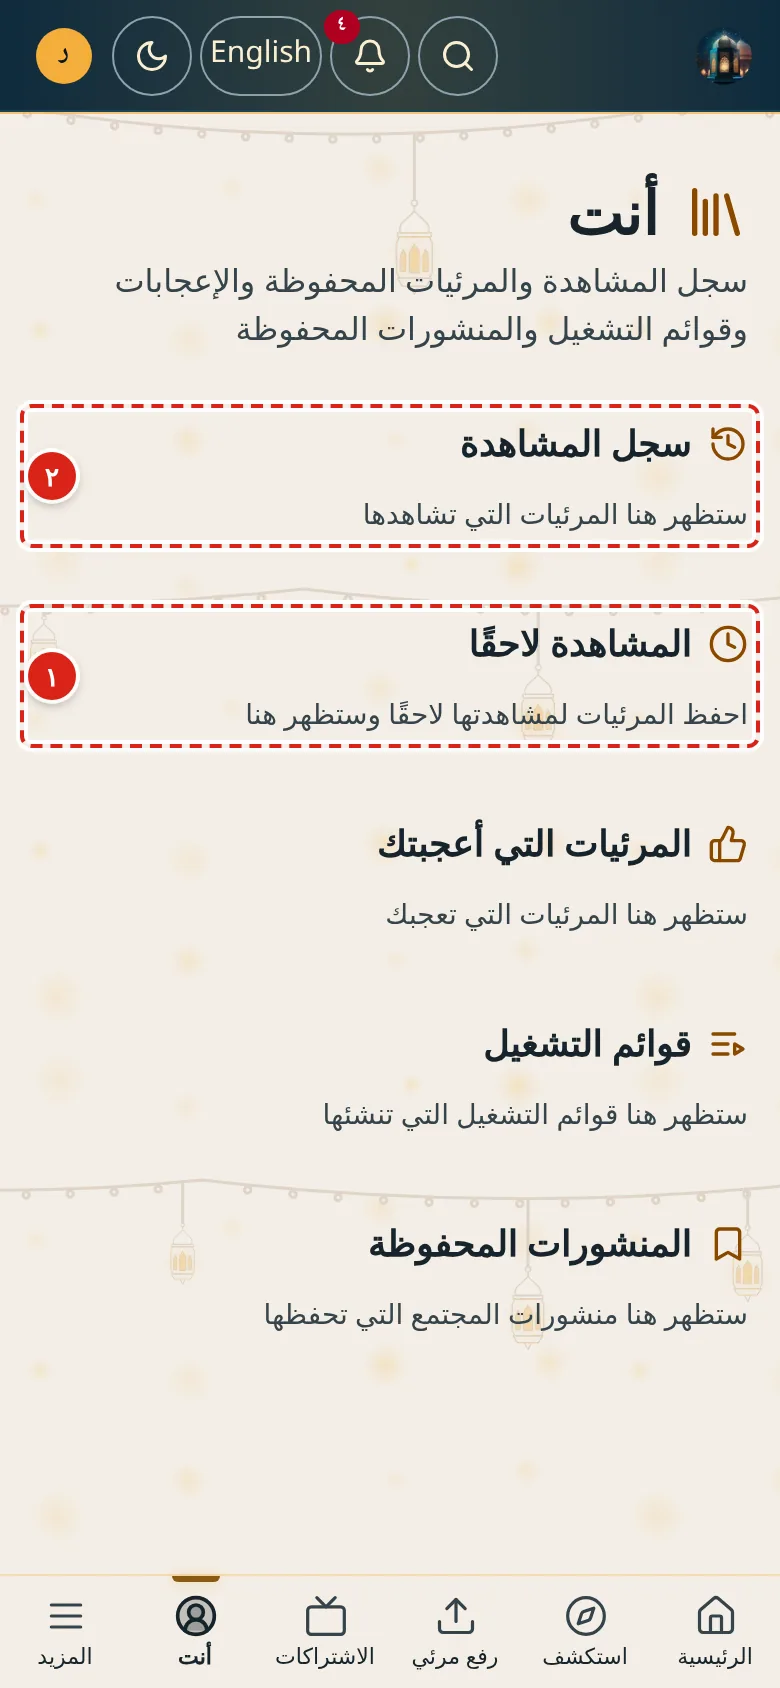 ٤
English
ر
أنت
سجل المشاهدة والمرئيات المحفوظة والإعجابات
وقوائم التشغيل والمنشورات المحفوظة
سجل المشاهدة
٢
ستظهر هنا المرئيات التي تشاهدها
المشاهدة لاحقًا
١
احفظ المرئيات لمشاهدتها لاحقًا وستظهر هنا
المرئيات التي أعجبتك
ستظهر هنا المرئيات التي تعجبك
قوائم التشغيل
ستظهر هنا قوائم التشغيل التي تنشئها
المنشورات المحفوظة
ستظهر هنا منشورات المجتمع التي تحفظها
الرئيسية
استكشف
رفع مرئي
الاشتراكات
أنت
المزيد